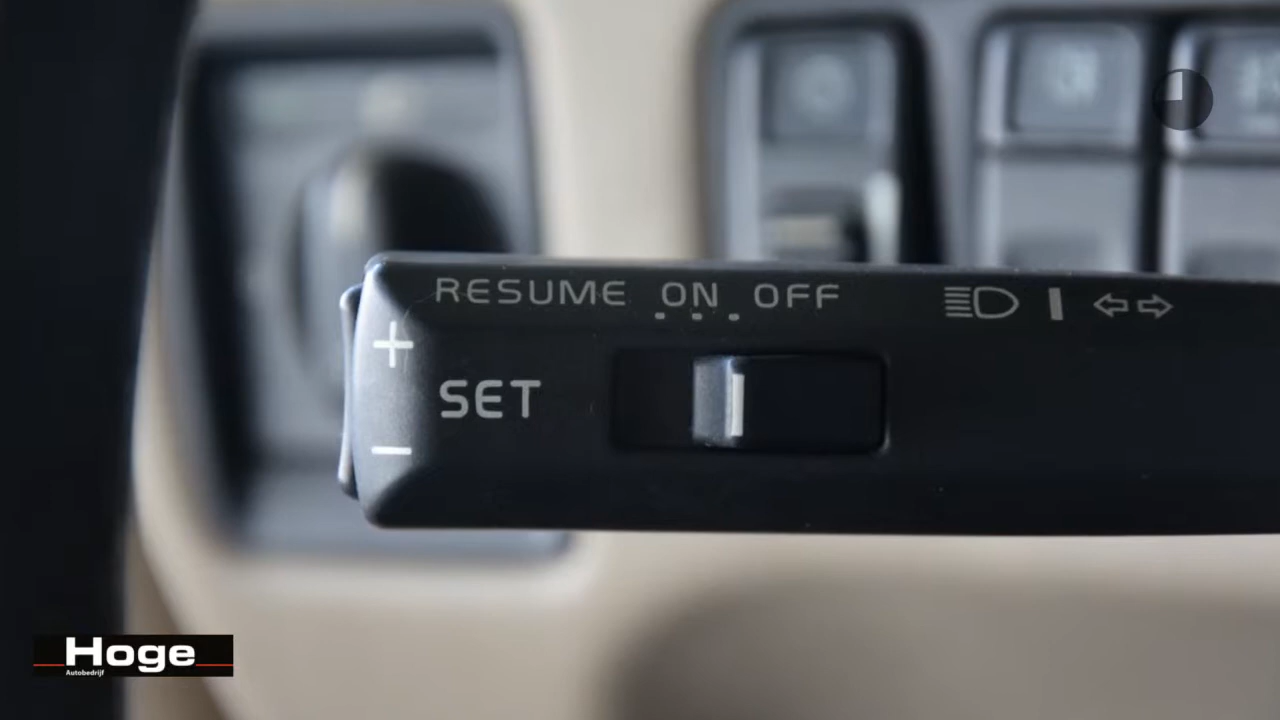 RESUME ON OFF
+
SET
−
Hoge
Autobedrijf